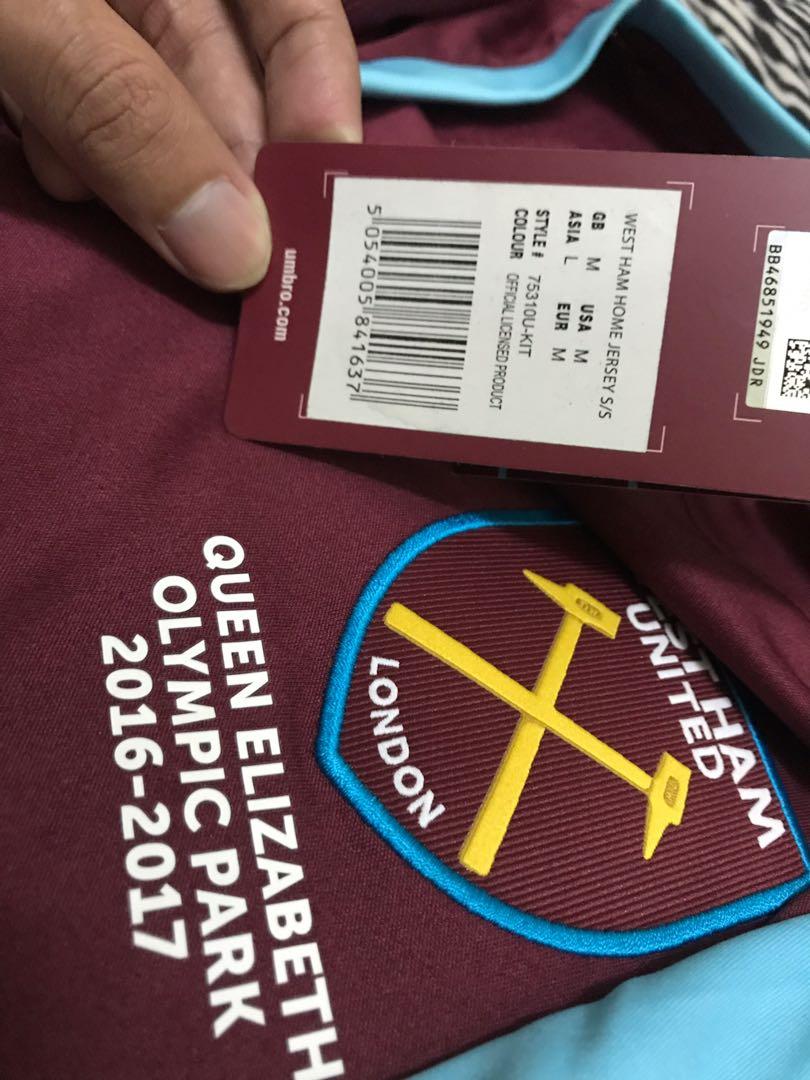 WEST HAM HOME JERSEY S/S
GB M USA M
ASIA L EUR M
STYLE # 75310U-KIT
COLOUR OFFICIAL LICENSED PRODUCT
5 054005 841637
umbro.com
BB46851949 JDR
HAM
UNITED
LONDON
QUEEN ELIZABETH
OLYMPIC PARK
2016-2017